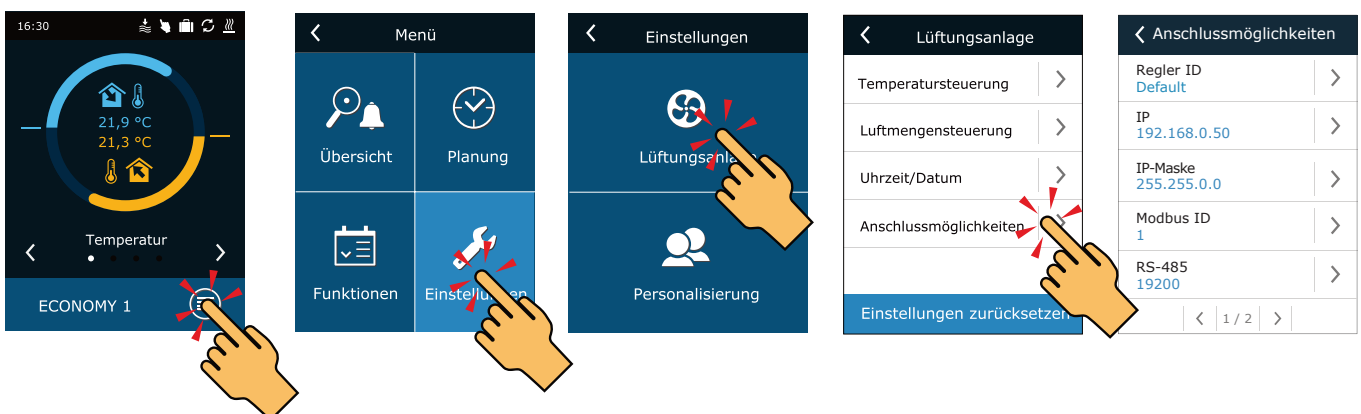 16:30
21,9 °C
21,3 °C
Temperatur
ECONOMY 1
Menü
Übersicht
Planung
Funktionen
Einstellungen
Einstellungen
Lüftungsanlage
Personalisierung
Lüftungsanlage
Temperatursteuerung
Luftmengensteuerung
Uhrzeit/Datum
Anschlussmöglichkeiten
Einstellungen zurücksetzen
Anschlussmöglichkeiten
Regler ID
Default
IP
192.168.0.50
IP-Maske
255.255.0.0
Modbus ID
1
RS-485
19200
1 / 2